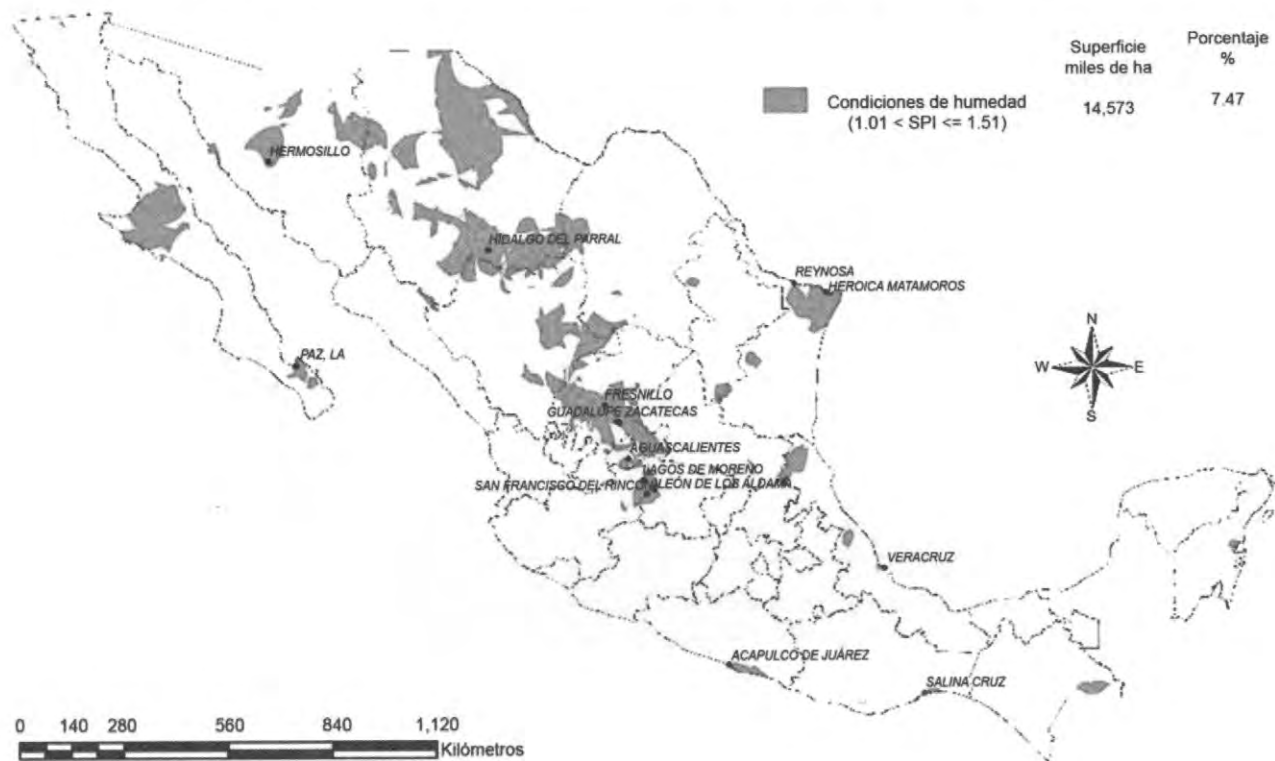 Superficie
miles de ha
Porcentaje
%
Condiciones de humedad
(1.01 < SPI <= 1.51)
14,573
7.47
HERMOSILLO
HIDALGO DEL PARRAL
REYNOSA
HEROICA MATAMOROS
N
W
E
S
PAZ, LA
FRESNILLO
GUADALUPE ZACATECAS
AGUASCALIENTES
LAGOS DE MORENO
SAN FRANCISCO DEL RINCON
LEÓN DE LOS ALDAMA
VERACRUZ
ACAPULCO DE JUÁREZ
SALINA CRUZ
0 140 280 560 840 1,120
Kilómetros